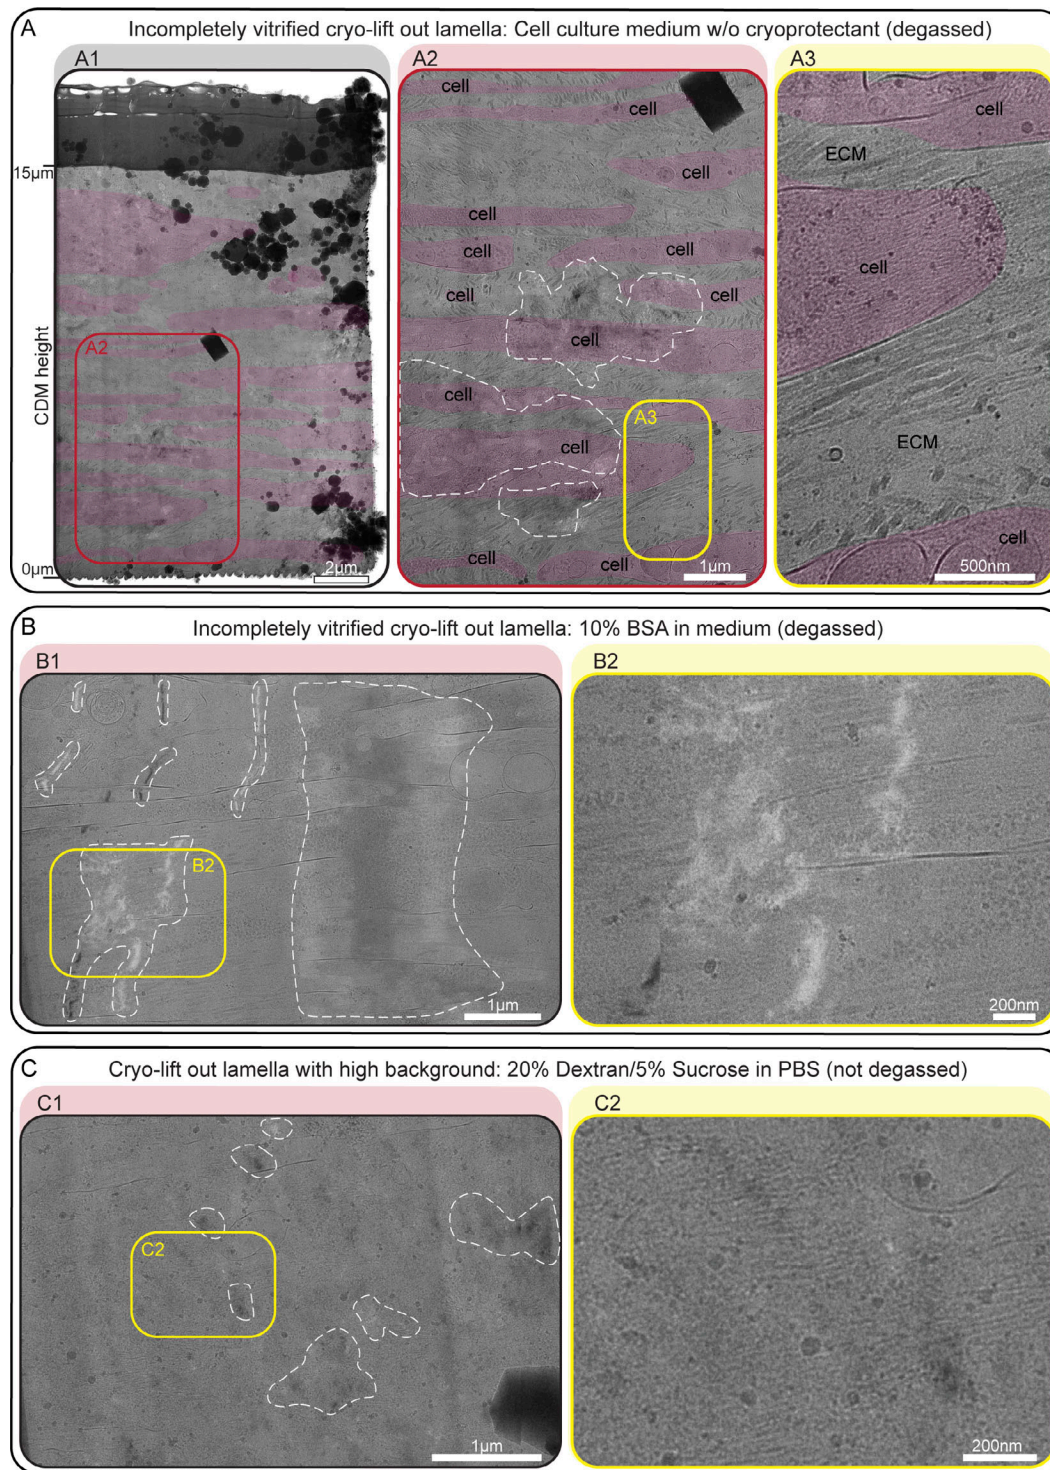 A
Incompletely vitrified cryo-lift out lamella: Cell culture medium w/o cryoprotectant (degassed)
A1
15µm
CDM height
A2
0µm
2µm
A2
cell
cell
cell
cell
cell
cell
cell
cell
cell
cell
A3
cell
cell
cell
1µm
A3
cell
ECM
cell
ECM
cell
500nm
B
Incompletely vitrified cryo-lift out lamella: 10% BSA in medium (degassed)
B1
B2
1µm
B2
200nm
C
Cryo-lift out lamella with high background: 20% Dextran/5% Sucrose in PBS (not degassed)
C1
C2
1µm
C2
200nm